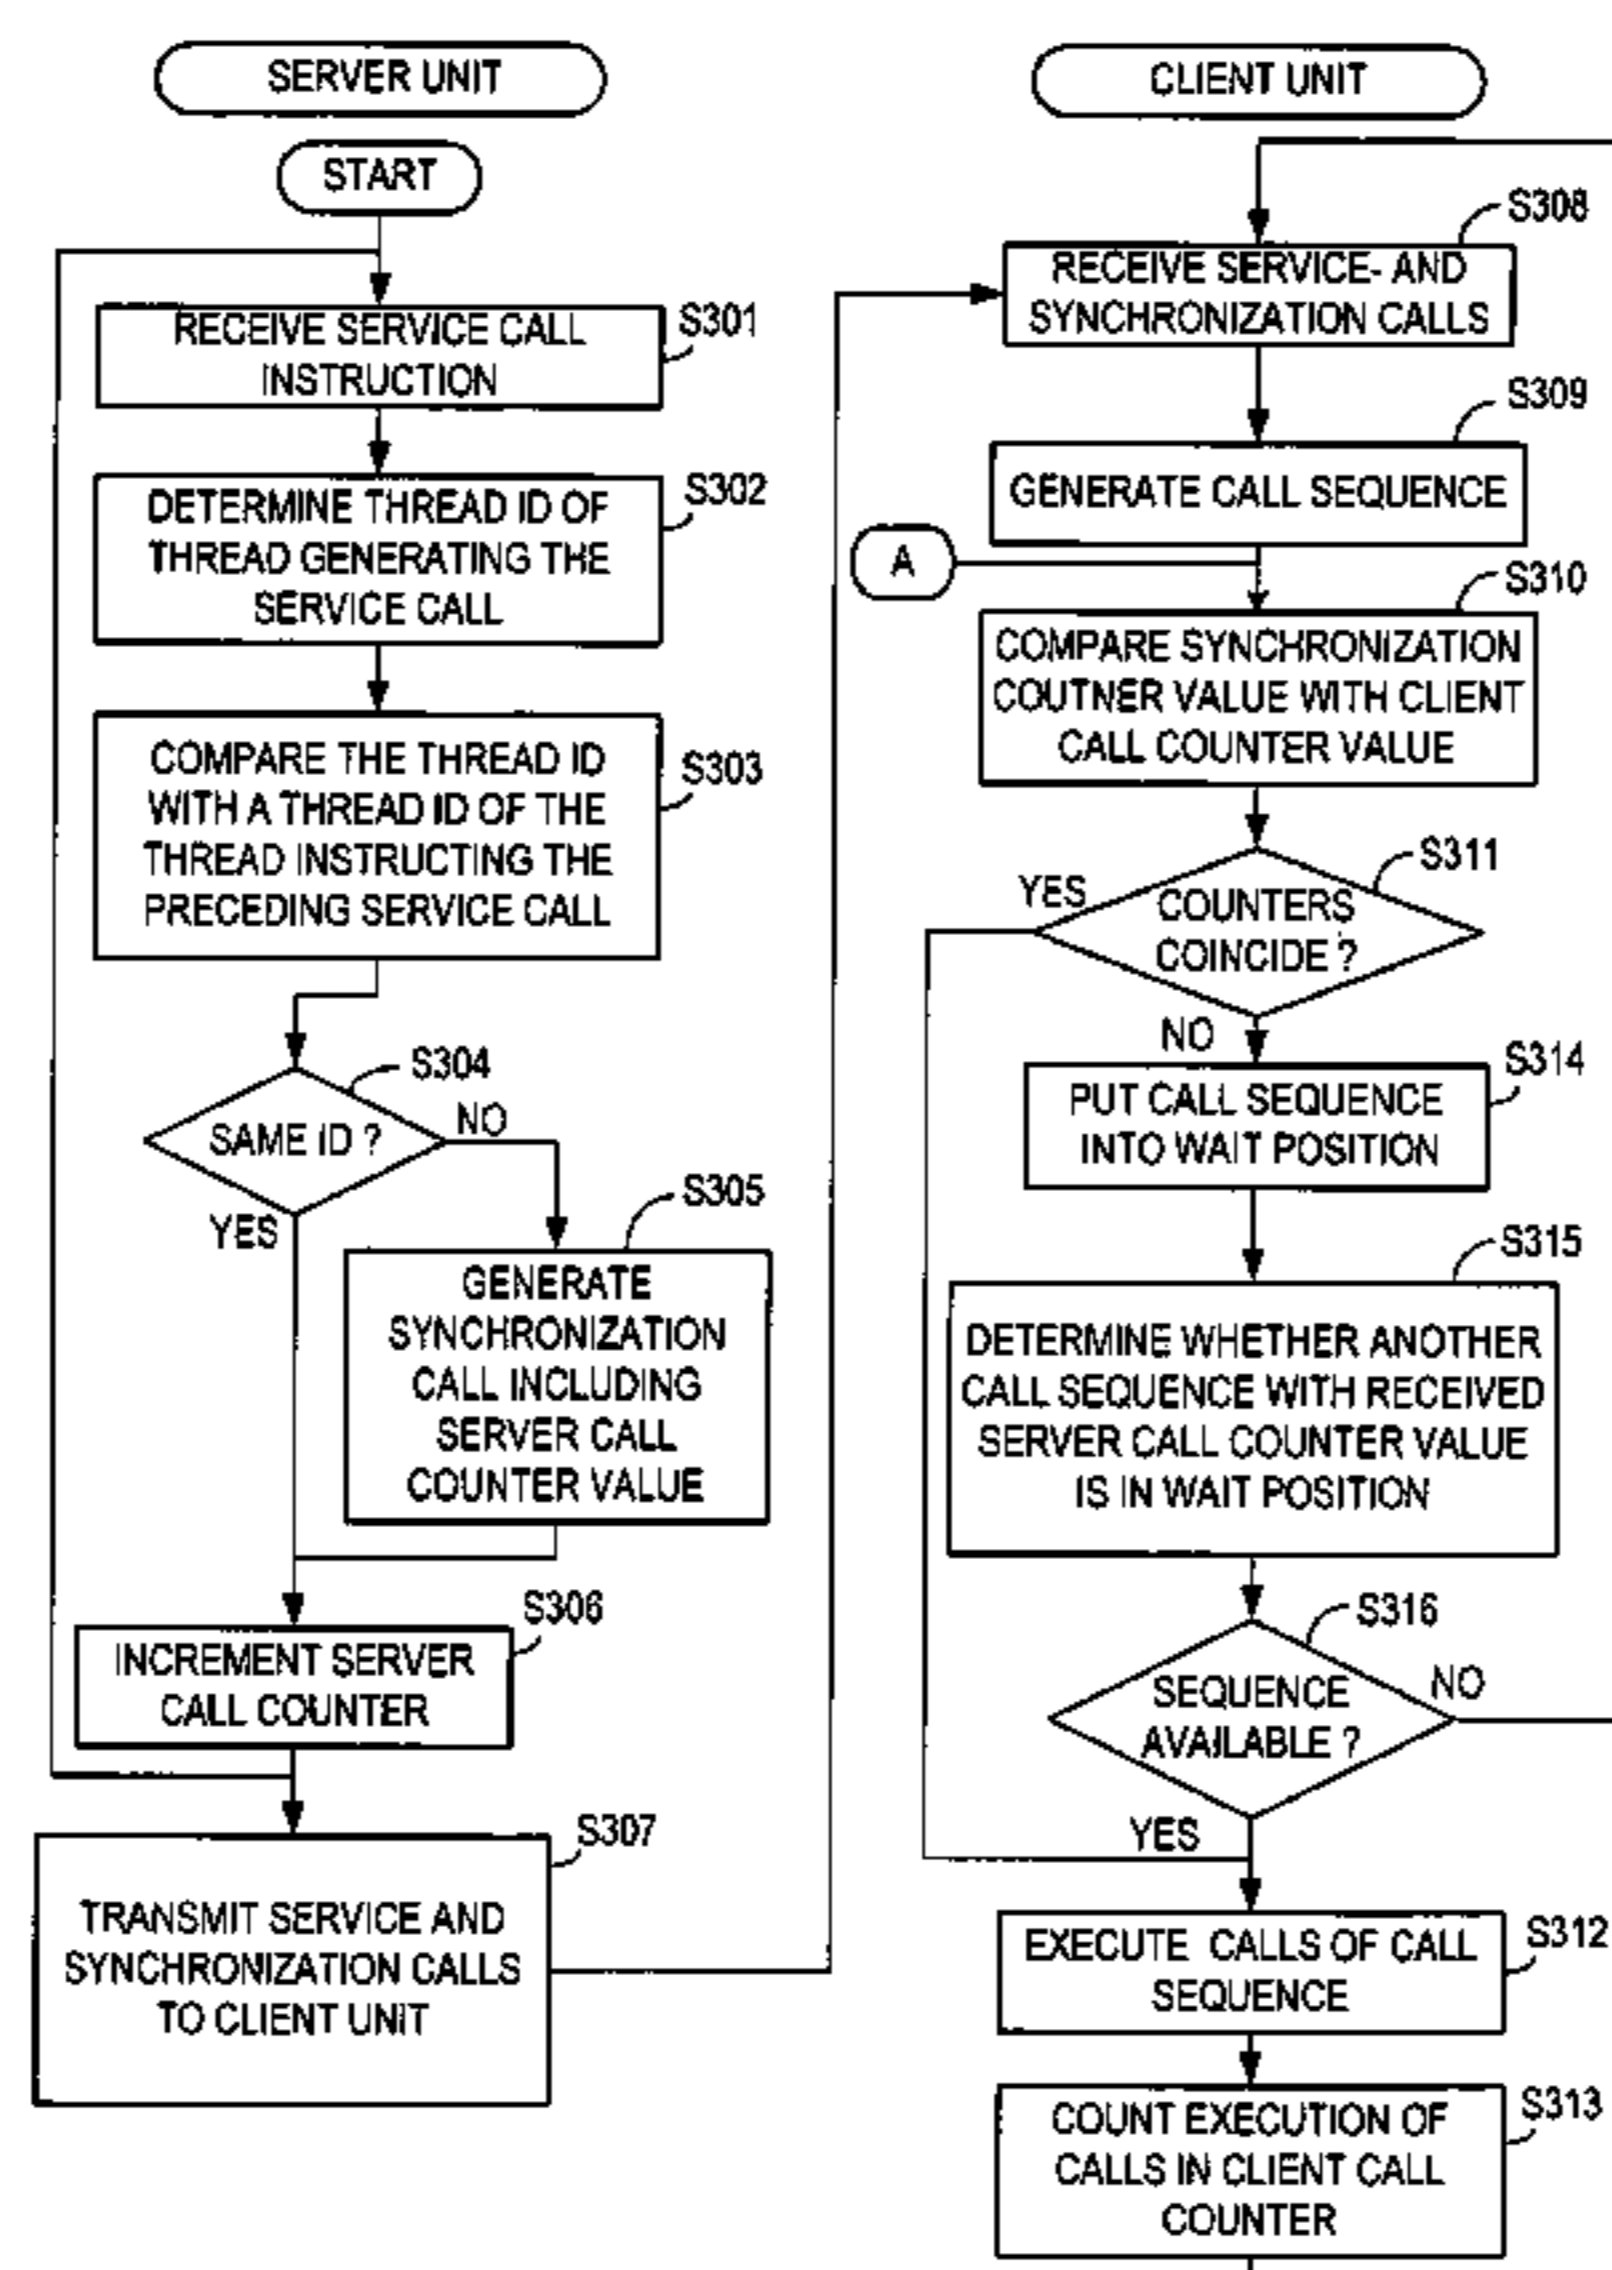 SERVER UNIT
START
RECEIVE SERVICE CALL
INSTRUCTION
S301
DETERMINE THREAD ID OF
THREAD GENERATING THE
SERVICE CALL
S302
COMPARE THE THREAD ID
WITH A THREAD ID OF THE
THREAD INSTRUCTING THE
PRECEDING SERVICE CALL
S303
S304
SAME ID ?
NO
YES
S305
GENERATE
SYNCHRONIZATION
CALL INCLUDING
SERVER CALL
COUNTER VALUE
S306
INCREMENT SERVER
CALL COUNTER
S307
TRANSMIT SERVICE AND
SYNCHRONIZATION CALLS
TO CLIENT UNIT
CLIENT UNIT
S308
RECEIVE SERVICE- AND
SYNCHRONIZATION CALLS
S309
GENERATE CALL SEQUENCE
A
S310
COMPARE SYNCHRONIZATION
COUTNER VALUE WITH CLIENT
CALL COUNTER VALUE
S311
YES
COUNTERS
COINCIDE ?
NO
S314
PUT CALL SEQUENCE
INTO WAIT POSITION
S315
DETERMINE WHETHER ANOTHER
CALL SEQUENCE WITH RECEIVED
SERVER CALL COUNTER VALUE
IS IN WAIT POSITION
S316
SEQUENCE
AVAILABLE ?
NO
YES
S312
EXECUTE CALLS OF CALL
SEQUENCE
S313
COUNT EXECUTION OF
CALLS IN CLIENT CALL
COUNTER